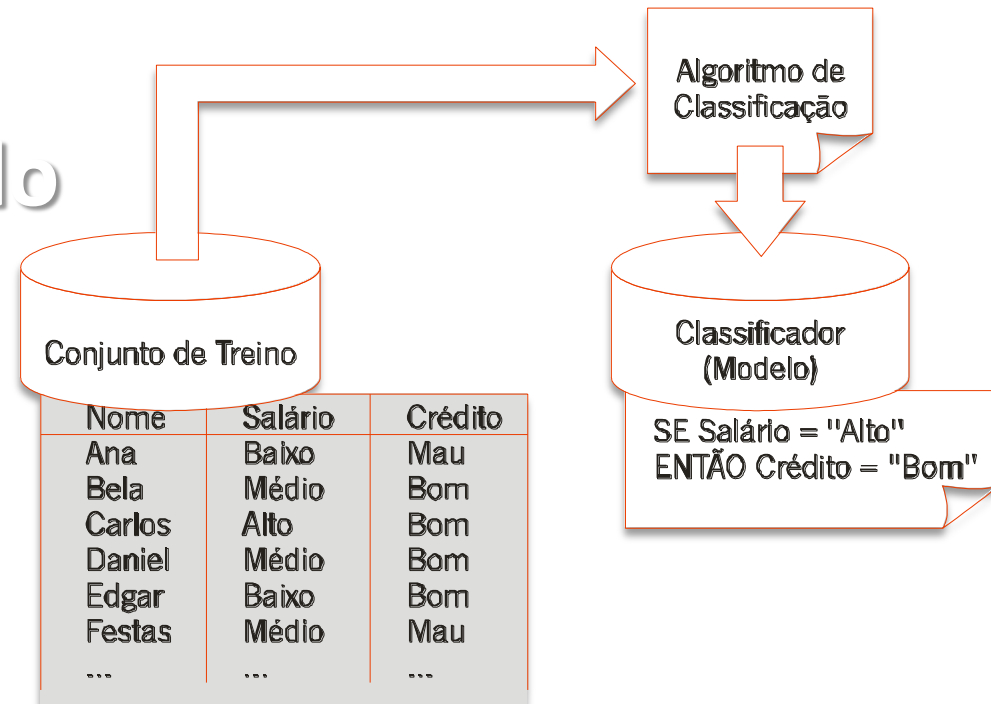 Algoritmo de
Classificação
lo
Conjunto de Treino
Classificador
(Modelo)
Nome Salário Crédito
Ana Baixo Mau
Bela Médio Bom
Carlos Alto Bom
Daniel Médio Bom
Edgar Baixo Bom
Festas Médio Mau
... ... ...
SE Salário = "Alto"
ENTÃO Crédito = "Bom"